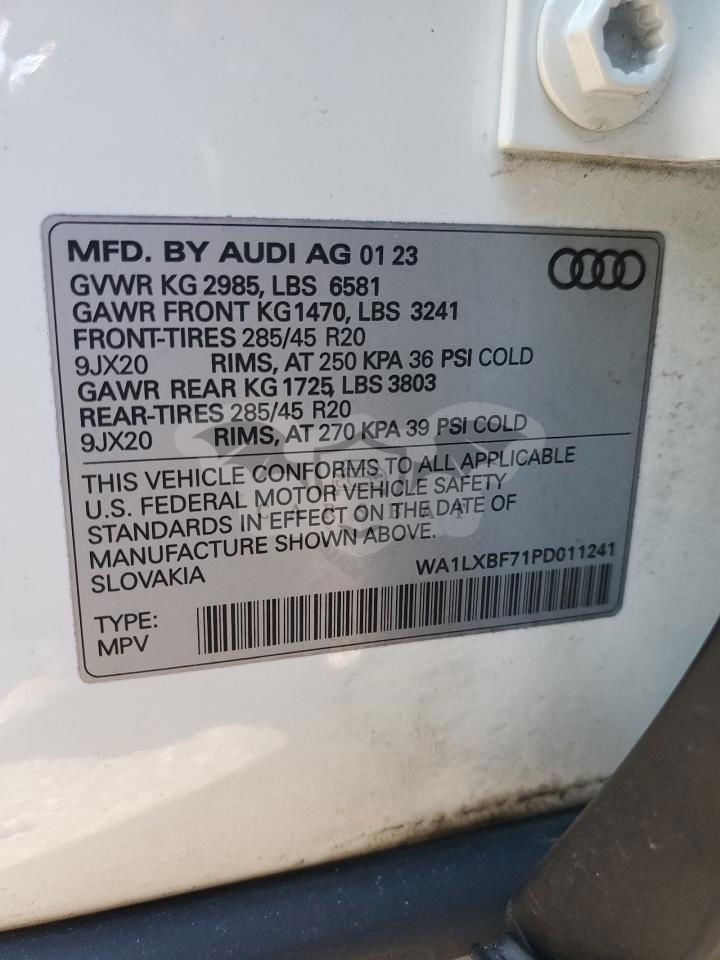 MFD. BY AUDI AG 01 23
GVWR KG 2985, LBS 6581
GAWR FRONT KG1470, LBS 3241
FRONT-TIRES 285/45 R20
9JX20 RIMS, AT 250 KPA 36 PSI COLD
GAWR REAR KG 1725, LBS 3803
REAR-TIRES 285/45 R20
9JX20 RIMS, AT 270 KPA 39 PSI COLD
THIS VEHICLE CONFORMS TO ALL APPLICABLE
U.S. FEDERAL MOTOR VEHICLE SAFETY
STANDARDS IN EFFECT ON THE DATE OF
MANUFACTURE SHOWN ABOVE.
SLOVAKIA
WA1LXBF71PD011241
TYPE:
MPV